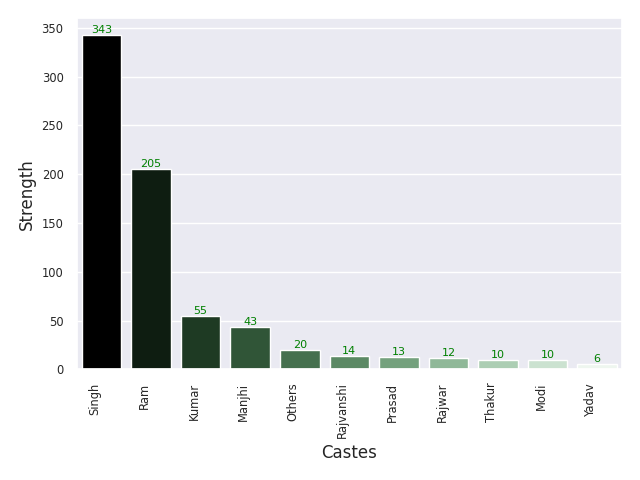 350
300
250
200
150
100
50
0
Strength
343
205
55
43
20
14
13
12
10
10
6
Singh
Ram
Kumar
Manjhi
Others
Rajvanshi
Prasad
Rajwar
Thakur
Modi
Yadav
Castes